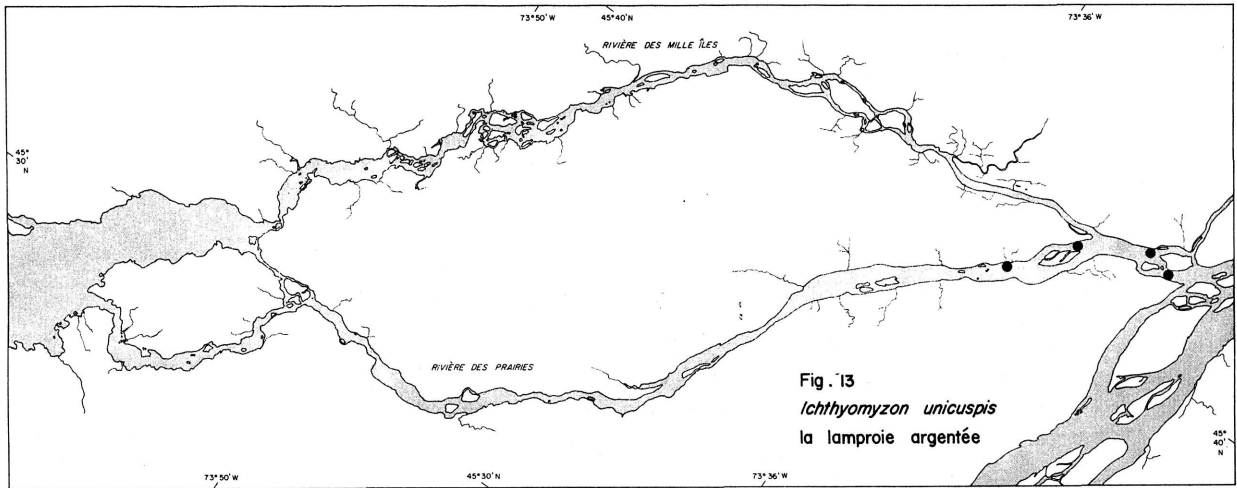 73°50'W
45°40'N
73°36'W
RIVIÈRE DES MILLE ÎLES
45°
30'
N
RIVIÈRE DES PRAIRIES
Fig. 13
Ichthyomyzon unicuspis
la lamproie argentée
45°
40'
N
73°50'W
45°30'N
73°36'W